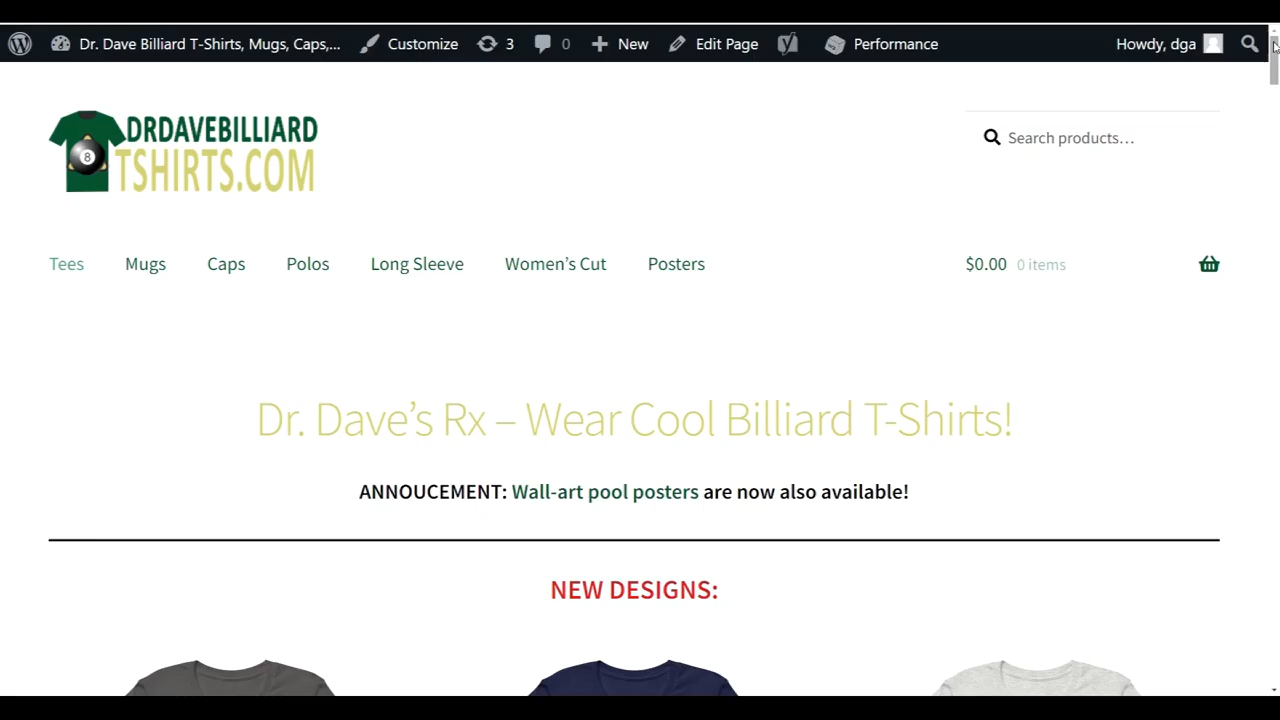 Dr. Dave Billiard T-Shirts, Mugs, Caps,... Customize 3 0 New Edit Page Performance Howdy, dga
DRDAVEBILLIARD
8
TSHIRTS.COM
Search products…
Tees Mugs Caps Polos Long Sleeve Women’s Cut Posters $0.00 0 items
Dr. Dave’s Rx – Wear Cool Billiard T-Shirts!
ANNOUCEMENT: Wall-art pool posters are now also available!
NEW DESIGNS: